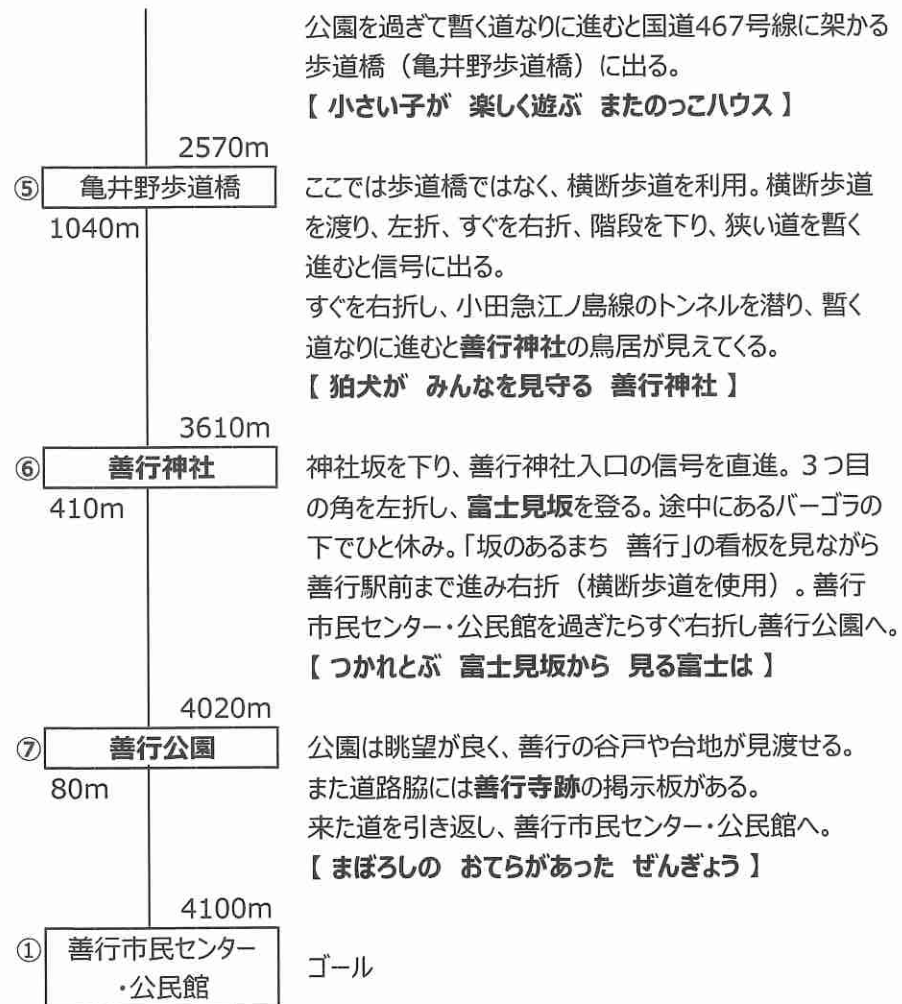 公園を過ぎて暫く道なりに進むと国道467号線に架かる
歩道橋（亀井野歩道橋）に出る。
【 小さい子が 楽しく遊ぶ またのっこハウス 】
2570m
⑤ 亀井野歩道橋
1040m
ここでは歩道橋ではなく、横断歩道を利用。横断歩道
を渡り、左折、すぐを右折、階段を下り、狭い道を暫く
進むと信号に出る。
すぐを右折し、小田急江ノ島線のトンネルを潜り、暫く
道なりに進むと善行神社の鳥居が見えてくる。
【 狛犬が みんなを見守る 善行神社 】
3610m
⑥ 善行神社
410m
神社坂を下り、善行神社入口の信号を直進。３つ目
の角を左折し、富士見坂を登る。途中にあるバーゴラの
下でひと休み。「坂のあるまち 善行」の看板を見ながら
善行駅前まで進み右折（横断歩道を使用）。善行
市民センター・公民館を過ぎたらすぐ右折し善行公園へ。
【 つかれとぶ 富士見坂から 見る富士は 】
4020m
⑦ 善行公園
80m
公園は眺望が良く、善行の谷戸や台地が見渡せる。
また道路脇には善行寺跡の掲示板がある。
来た道を引き返し、善行市民センター・公民館へ。
【 まぼろしの おてらがあった ぜんぎょう 】
4100m
① 善行市民センター
・公民館
ゴール